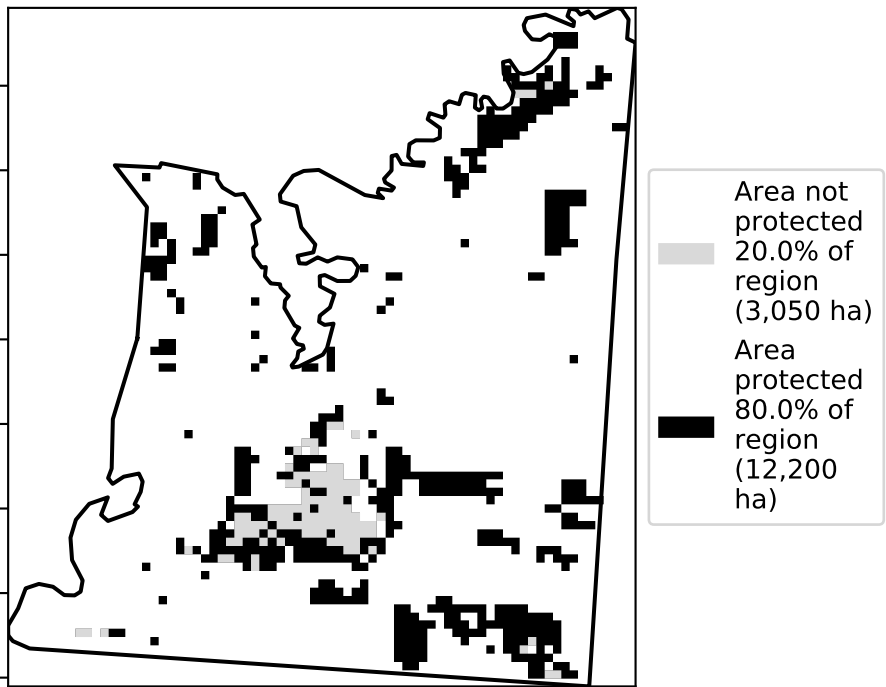 Area not
protected
20.0% of
region
(3,050 ha)
Area
protected
80.0% of
region
(12,200
ha)